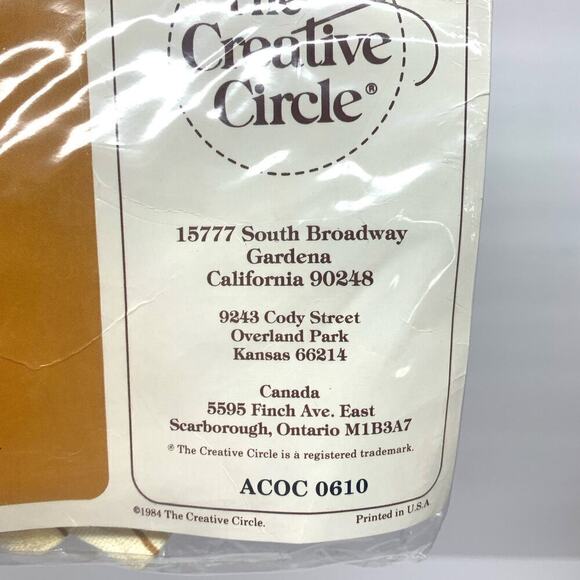 The
Creative
Circle®
15777 South Broadway
Gardena
California 90248
9243 Cody Street
Overland Park
Kansas 66214
Canada
5595 Finch Ave. East
Scarborough, Ontario M1B3A7
® The Creative Circle is a registered trademark.
ACOC 0610
©1984 The Creative Circle.
Printed in U.S.A